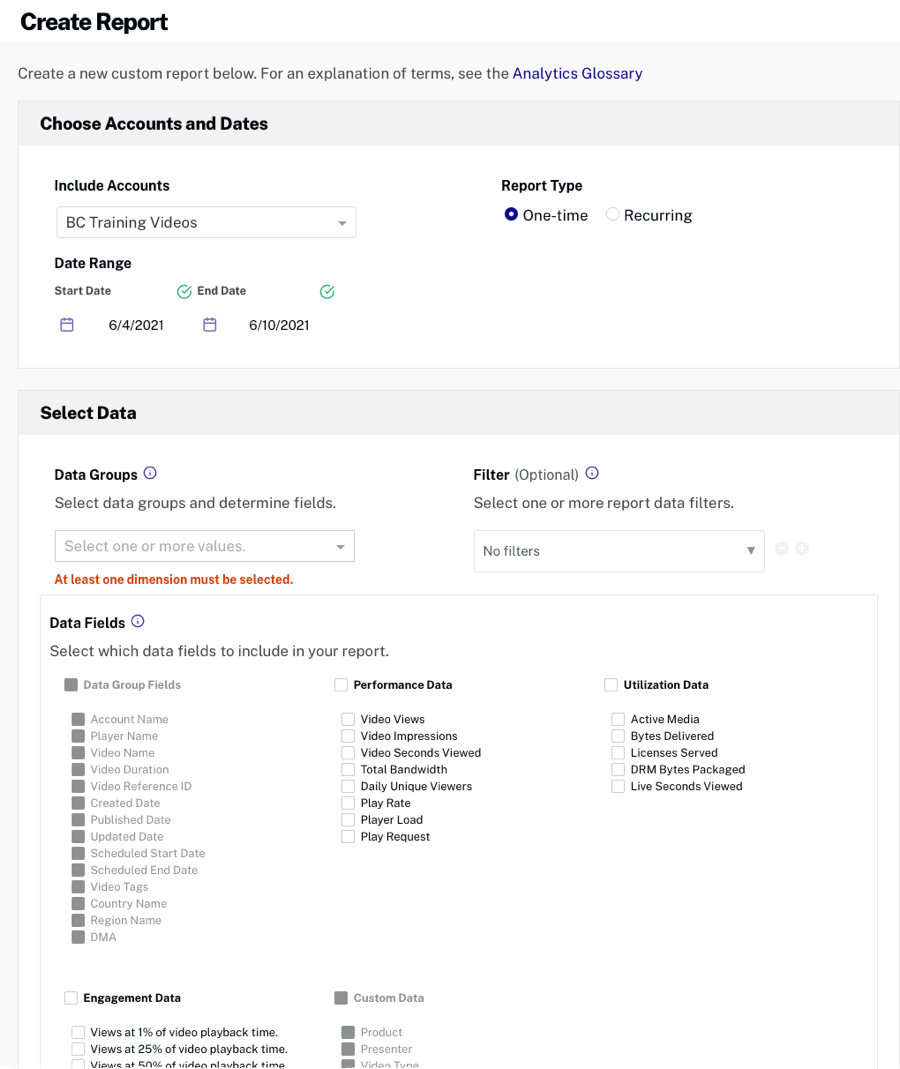 Create Report
Create a new custom report below. For an explanation of terms, see the Analytics Glossary
Choose Accounts and Dates
Include Accounts
BC Training Videos
Report Type
One-time Recurring
Date Range
Start Date End Date
6/4/2021 6/10/2021
Select Data
Data Groups
Select data groups and determine fields.
Select one or more values.
At least one dimension must be selected.
Filter (Optional)
Select one or more report data filters.
No filters
Data Fields
Select which data fields to include in your report.
Data Group Fields
Account Name
Player Name
Video Name
Video Duration
Video Reference ID
Created Date
Published Date
Updated Date
Scheduled Start Date
Scheduled End Date
Video Tags
Country Name
Region Name
DMA
Performance Data
Video Views
Video Impressions
Video Seconds Viewed
Total Bandwidth
Daily Unique Viewers
Play Rate
Player Load
Play Request
Utilization Data
Active Media
Bytes Delivered
Licenses Served
DRM Bytes Packaged
Live Seconds Viewed
Engagement Data
Views at 1% of video playback time.
Views at 25% of video playback time.
Views at 50% of video playback time.
Custom Data
Product
Presenter
Video Type